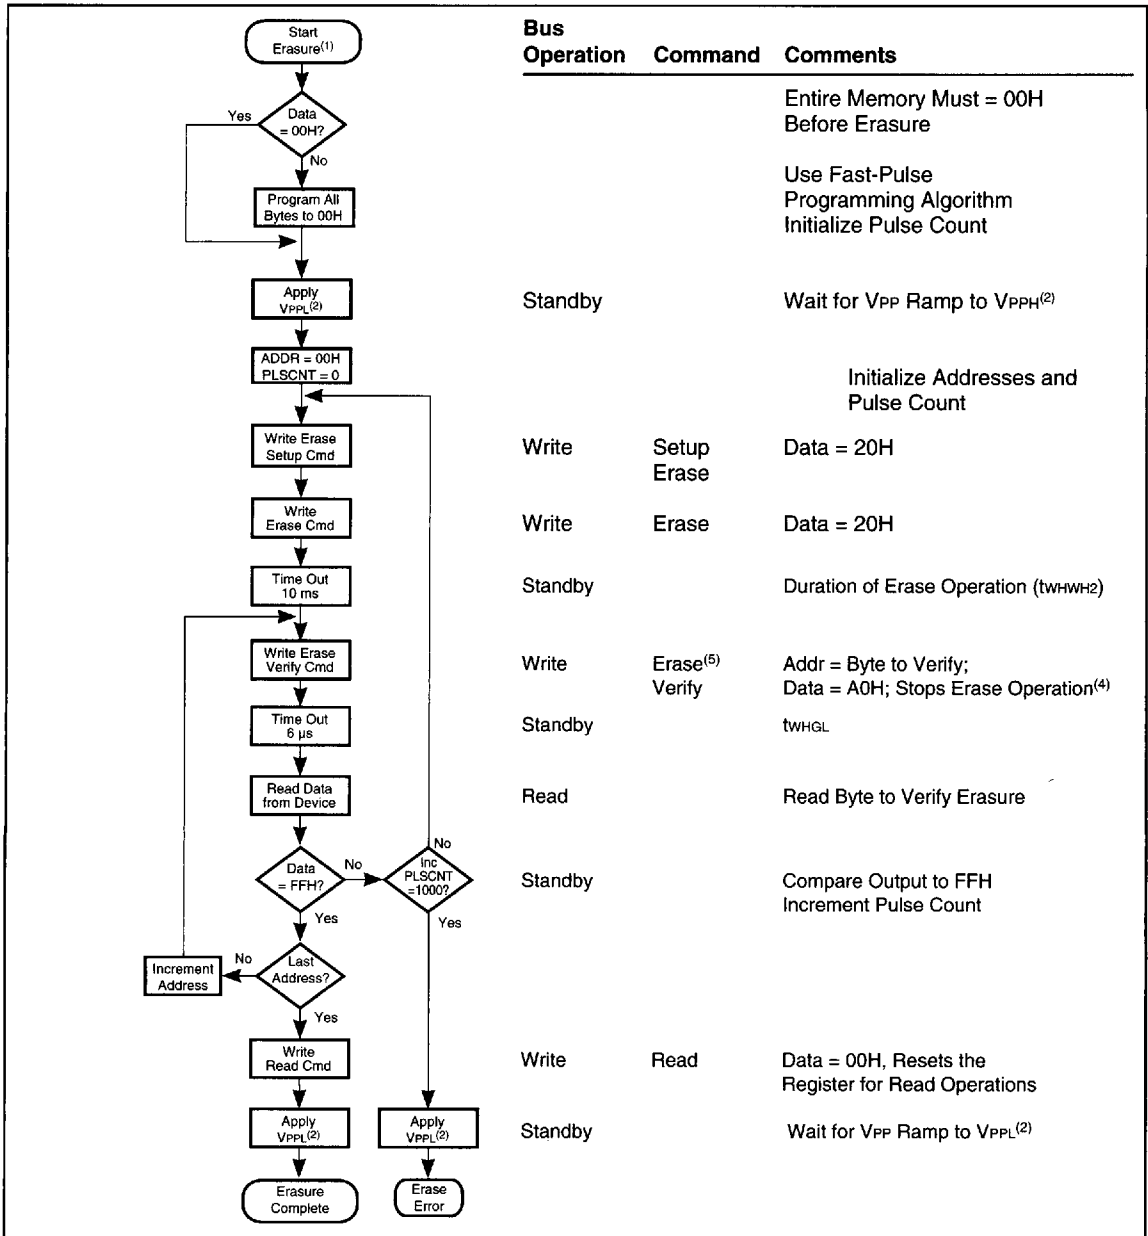 Start
Erasure(1)
Data
= 00H?
Yes
No
Program All
Bytes to 00H
Apply
VPPL(2)
ADDR = 00H
PLSCNT = 0
Write Erase
Setup Cmd
Write
Erase Cmd
Time Out
10 ms
Write Erase
Verify Cmd
Time Out
6 µs
Read Data
from Device
Data
= FFH?
No
Yes
Inc
PLSCNT
=1000?
No
Yes
Last
Address?
No
Yes
Increment
Address
Write
Read Cmd
Apply
VPPL(2)
Apply
VPPL(2)
Erasure
Complete
Erase
Error
Bus
Operation Command Comments
Entire Memory Must = 00H
Before Erasure
Use Fast-Pulse
Programming Algorithm
Initialize Pulse Count
Standby Wait for VPP Ramp to VPPH(2)
Initialize Addresses and
Pulse Count
Write Setup Data = 20H
Erase
Write Erase Data = 20H
Standby Duration of Erase Operation (tWHWH2)
Write Erase(5) Addr = Byte to Verify;
Verify Data = A0H; Stops Erase Operation(4)
Standby tWHGL
Read Read Byte to Verify Erasure
Standby Compare Output to FFH
Increment Pulse Count
Write Read Data = 00H, Resets the
Register for Read Operations
Standby Wait for VPP Ramp to VPPL(2)